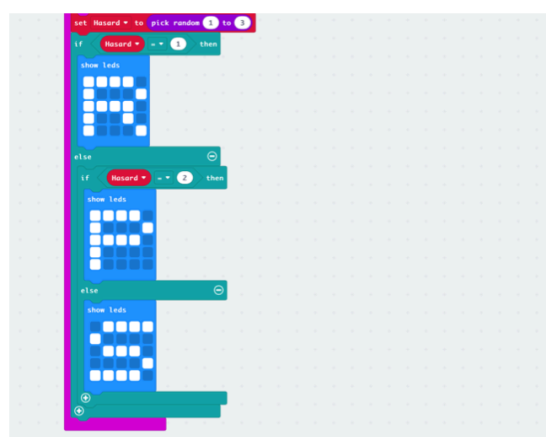 set Hasard to pick random 1 to 3
if Hasard = 1 then
show leds
else
if Hasard = 2 then
show leds
else
show leds